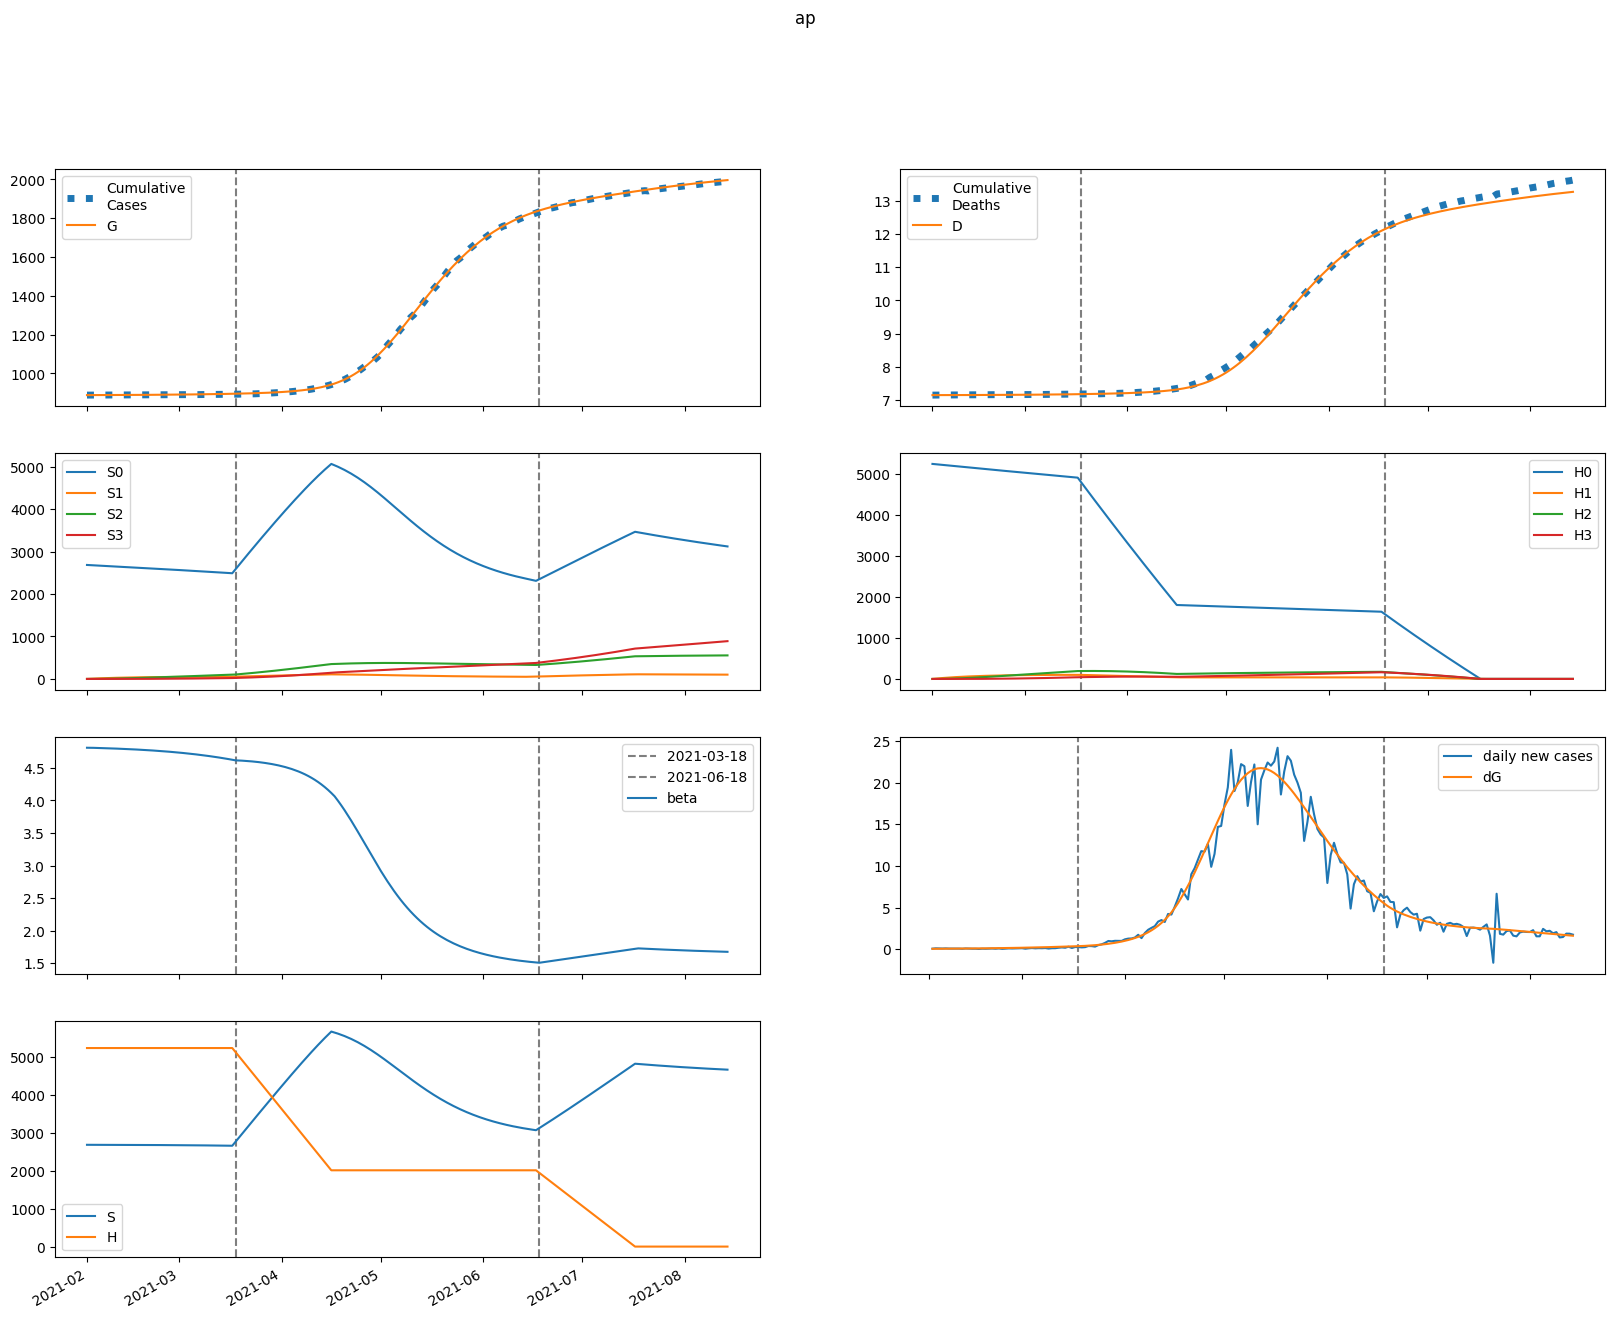 ap
2000
1800
1600
1400
1200
1000
Cumulative
Cases
G
13
12
11
10
9
8
7
Cumulative
Deaths
D
5000
4000
3000
2000
1000
0
S0
S1
S2
S3
5000
4000
3000
2000
1000
0
H0
H1
H2
H3
4.5
4.0
3.5
3.0
2.5
2.0
1.5
2021-03-18
2021-06-18
beta
25
20
15
10
5
0
daily new cases
dG
5000
4000
3000
2000
1000
0
S
H
2021-02
2021-03
2021-04
2021-05
2021-06
2021-07
2021-08